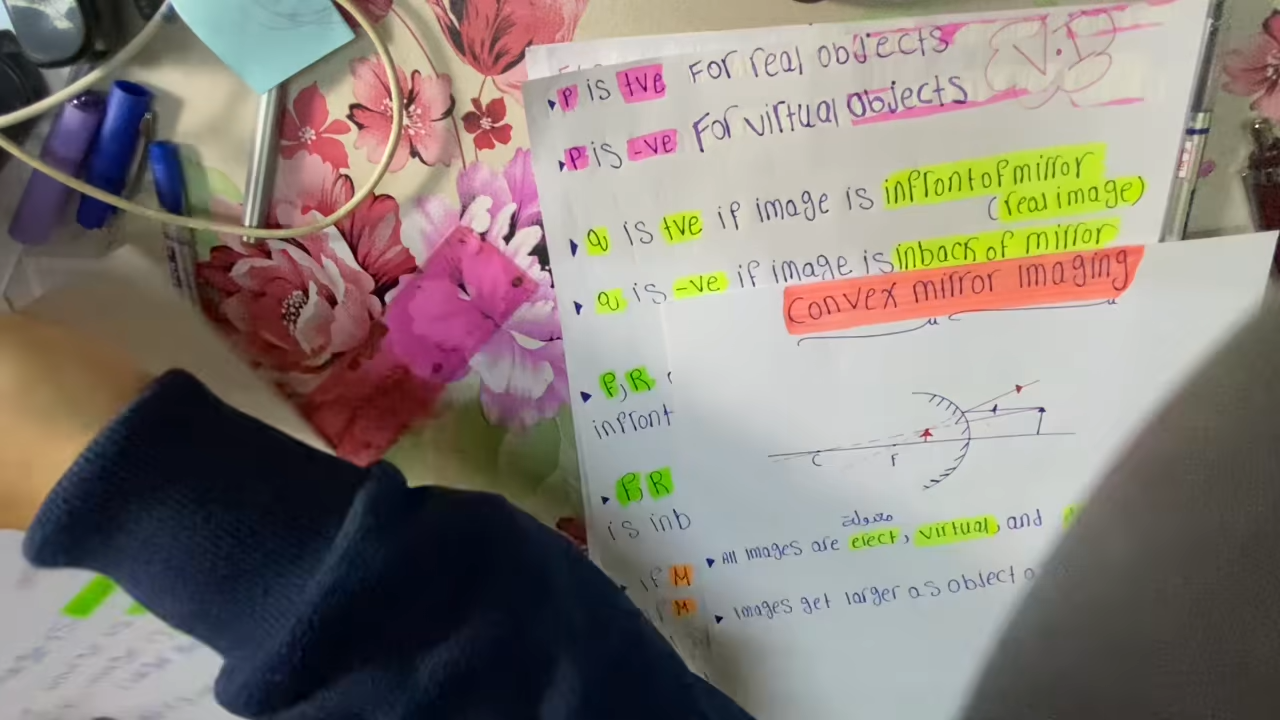 P is +ve For real objects
P is -ve For virtual objects
q is +ve if image is infront of mirror
(real image)
q is -ve if image is inback of mirror
F, R
infront
F, R
is inb
if M
M
convex mirror imaging
C F
معتدلة
All images are erect, virtual, and
Images get larger as object